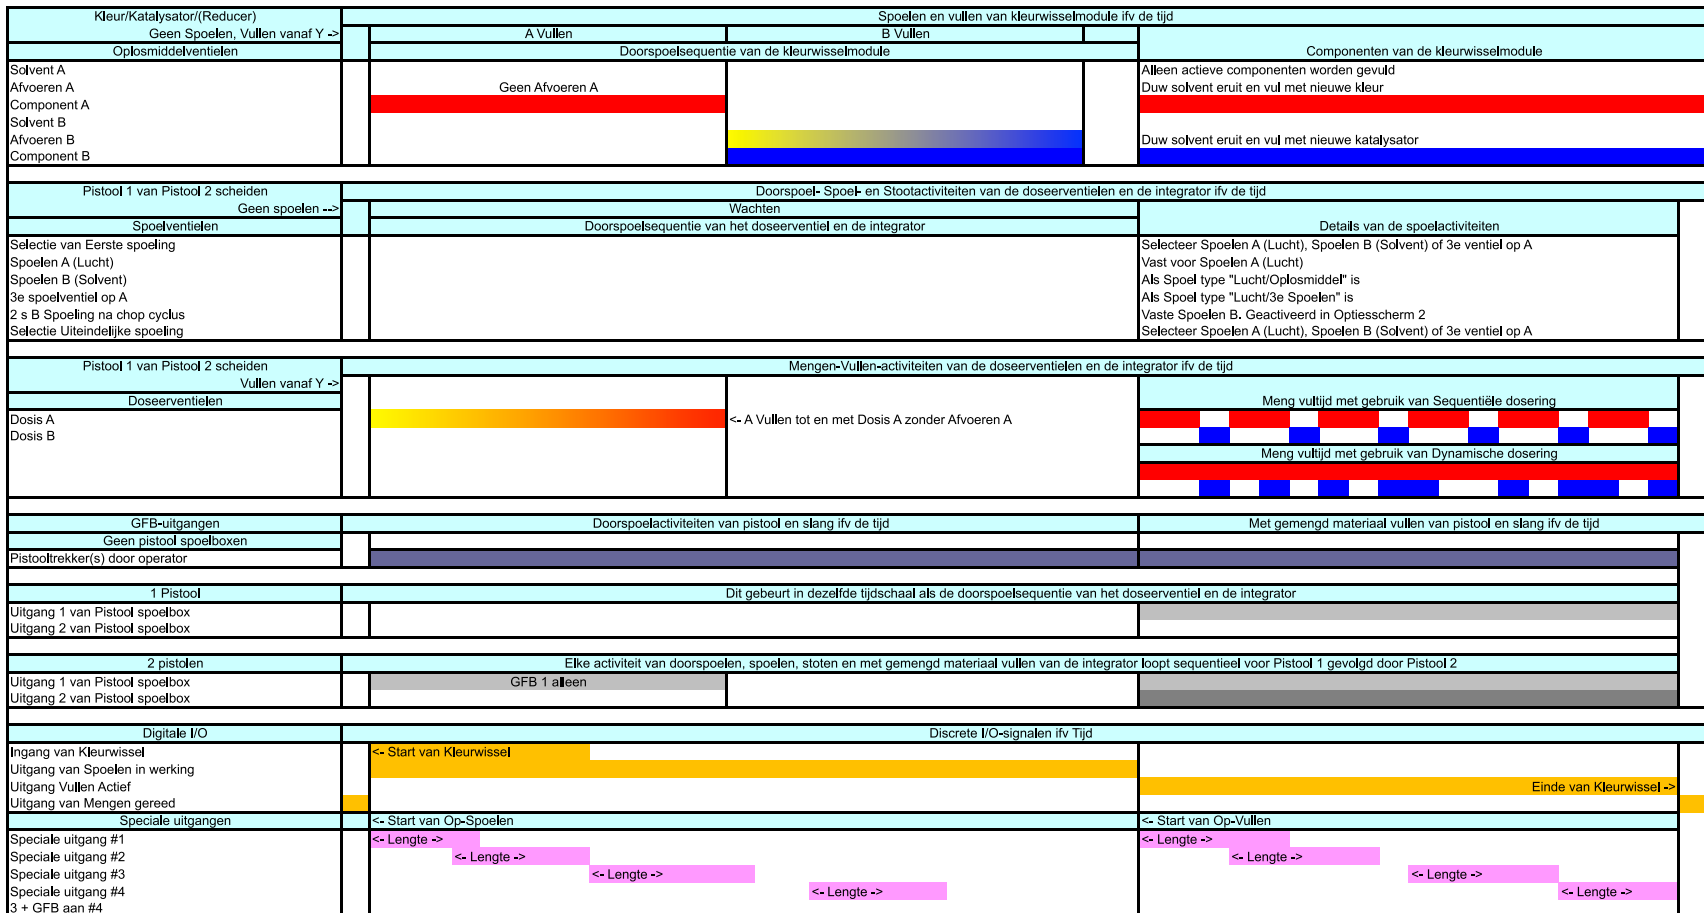 Kleur/Katalysator/(Reducer)
Spoelen en vullen van kleurwisselmodule ifv de tijd
Geen Spoelen, Vullen vanaf Y ->
A Vullen
B Vullen
Oplosmiddelventielen
Doorspoelsequentie van de kleurwisselmodule
Componenten van de kleurwisselmodule
Solvent A
Alleen actieve componenten worden gevuld
Afvoeren A
Geen Afvoeren A
Duw solvent eruit en vul met nieuwe kleur
Component A
Solvent B
Afvoeren B
Duw solvent eruit en vul met nieuwe katalysator
Component B
Pistool 1 van Pistool 2 scheiden
Doorspoel- Spoel- en Stootactiviteiten van de doseerventielen en de integrator ifv de tijd
Geen spoelen -->
Wachten
Spoelventielen
Doorspoelsequentie van het doseerventiel en de integrator
Details van de spoelactiviteiten
Selectie van Eerste spoeling
Selecteer Spoelen A (Lucht), Spoelen B (Solvent) of 3e ventiel op A
Spoelen A (Lucht)
Vast voor Spoelen A (Lucht)
Spoelen B (Solvent)
Als Spoel type "Lucht/Oplosmiddel" is
3e spoelventiel op A
Als Spoel type "Lucht/3e Spoelen" is
2 s B Spoeling na chop cyclus
Vaste Spoelen B. Geactiveerd in Optiesscherm 2
Selectie Uiteindelijke spoeling
Selecteer Spoelen A (Lucht), Spoelen B (Solvent) of 3e ventiel op A
Pistool 1 van Pistool 2 scheiden
Mengen-Vullen-activiteiten van de doseerventielen en de integrator ifv de tijd
Vullen vanaf Y ->
Doseerventielen
Meng vultijd met gebruik van Sequentiële dosering
Dosis A
<- A Vullen tot en met Dosis A zonder Afvoeren A
Dosis B
Meng vultijd met gebruik van Dynamische dosering
GFB-uitgangen
Doorspoelactiviteiten van pistool en slang ifv de tijd
Met gemengd materiaal vullen van pistool en slang ifv de tijd
Geen pistool spoelboxen
Pistooltrekker(s) door operator
1 Pistool
Dit gebeurt in dezelfde tijdschaal als de doorspoelsequentie van het doseerventiel en de integrator
Uitgang 1 van Pistool spoelbox
Uitgang 2 van Pistool spoelbox
2 pistolen
Elke activiteit van doorspoelen, spoelen, stoten en met gemengd materiaal vullen van de integrator loopt sequentieel voor Pistool 1 gevolgd door Pistool 2
Uitgang 1 van Pistool spoelbox
GFB 1 alleen
Uitgang 2 van Pistool spoelbox
Digitale I/O
Discrete I/O-signalen ifv Tijd
Ingang van Kleurwissel
<- Start van Kleurwissel
Uitgang van Spoelen in werking
Uitgang Vullen Actief
Einde van Kleurwissel ->
Uitgang van Mengen gereed
Speciale uitgangen
<- Start van Op-Spoelen
<- Start van Op-Vullen
Speciale uitgang #1
<- Lengte ->
<- Lengte ->
Speciale uitgang #2
<- Lengte ->
<- Lengte ->
Speciale uitgang #3
<- Lengte ->
<- Lengte ->
Speciale uitgang #4
<- Lengte ->
<- Lengte ->
3 + GFB aan #4